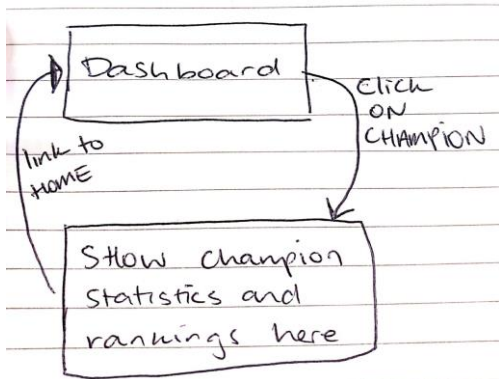 Dashboard
Click
ON
CHAMPION
link to
HOME
SHow champion
statistics and
rankings here